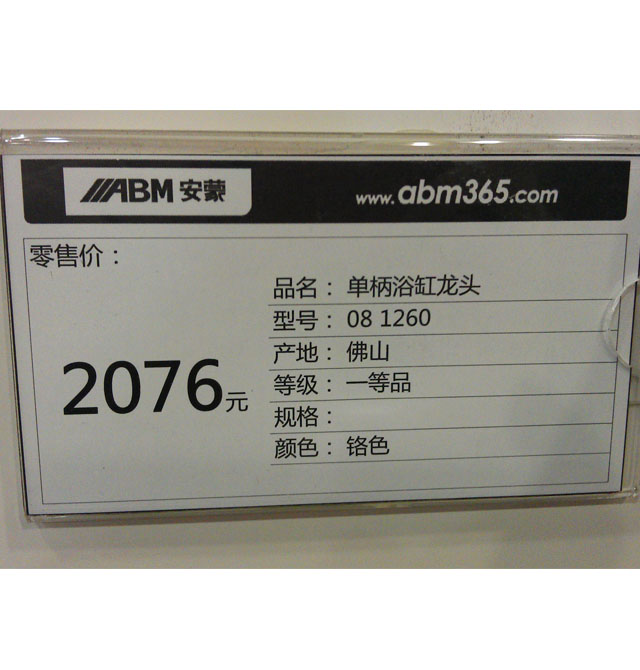 ABM 安蒙
www.abm365.com
零售价：
2076元
品名： 单柄浴缸龙头
型号： 08 1260
产地： 佛山
等级： 一等品
规格：
颜色： 铬色